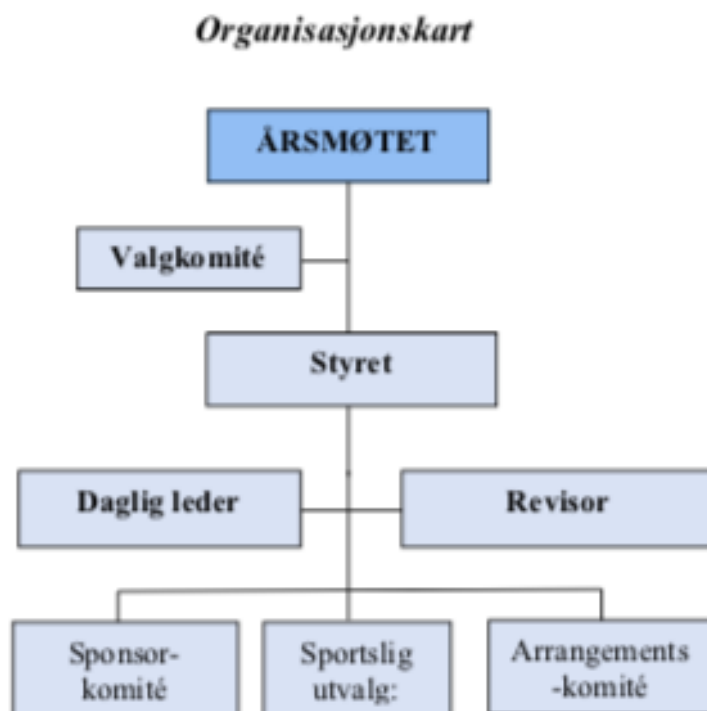 Organisasjonskart
ÅRSMØTET
Valgkomité
Styret
Daglig leder
Revisor
Sponsor-
komité
Sportslig
utvalg:
Arrangements
-komité